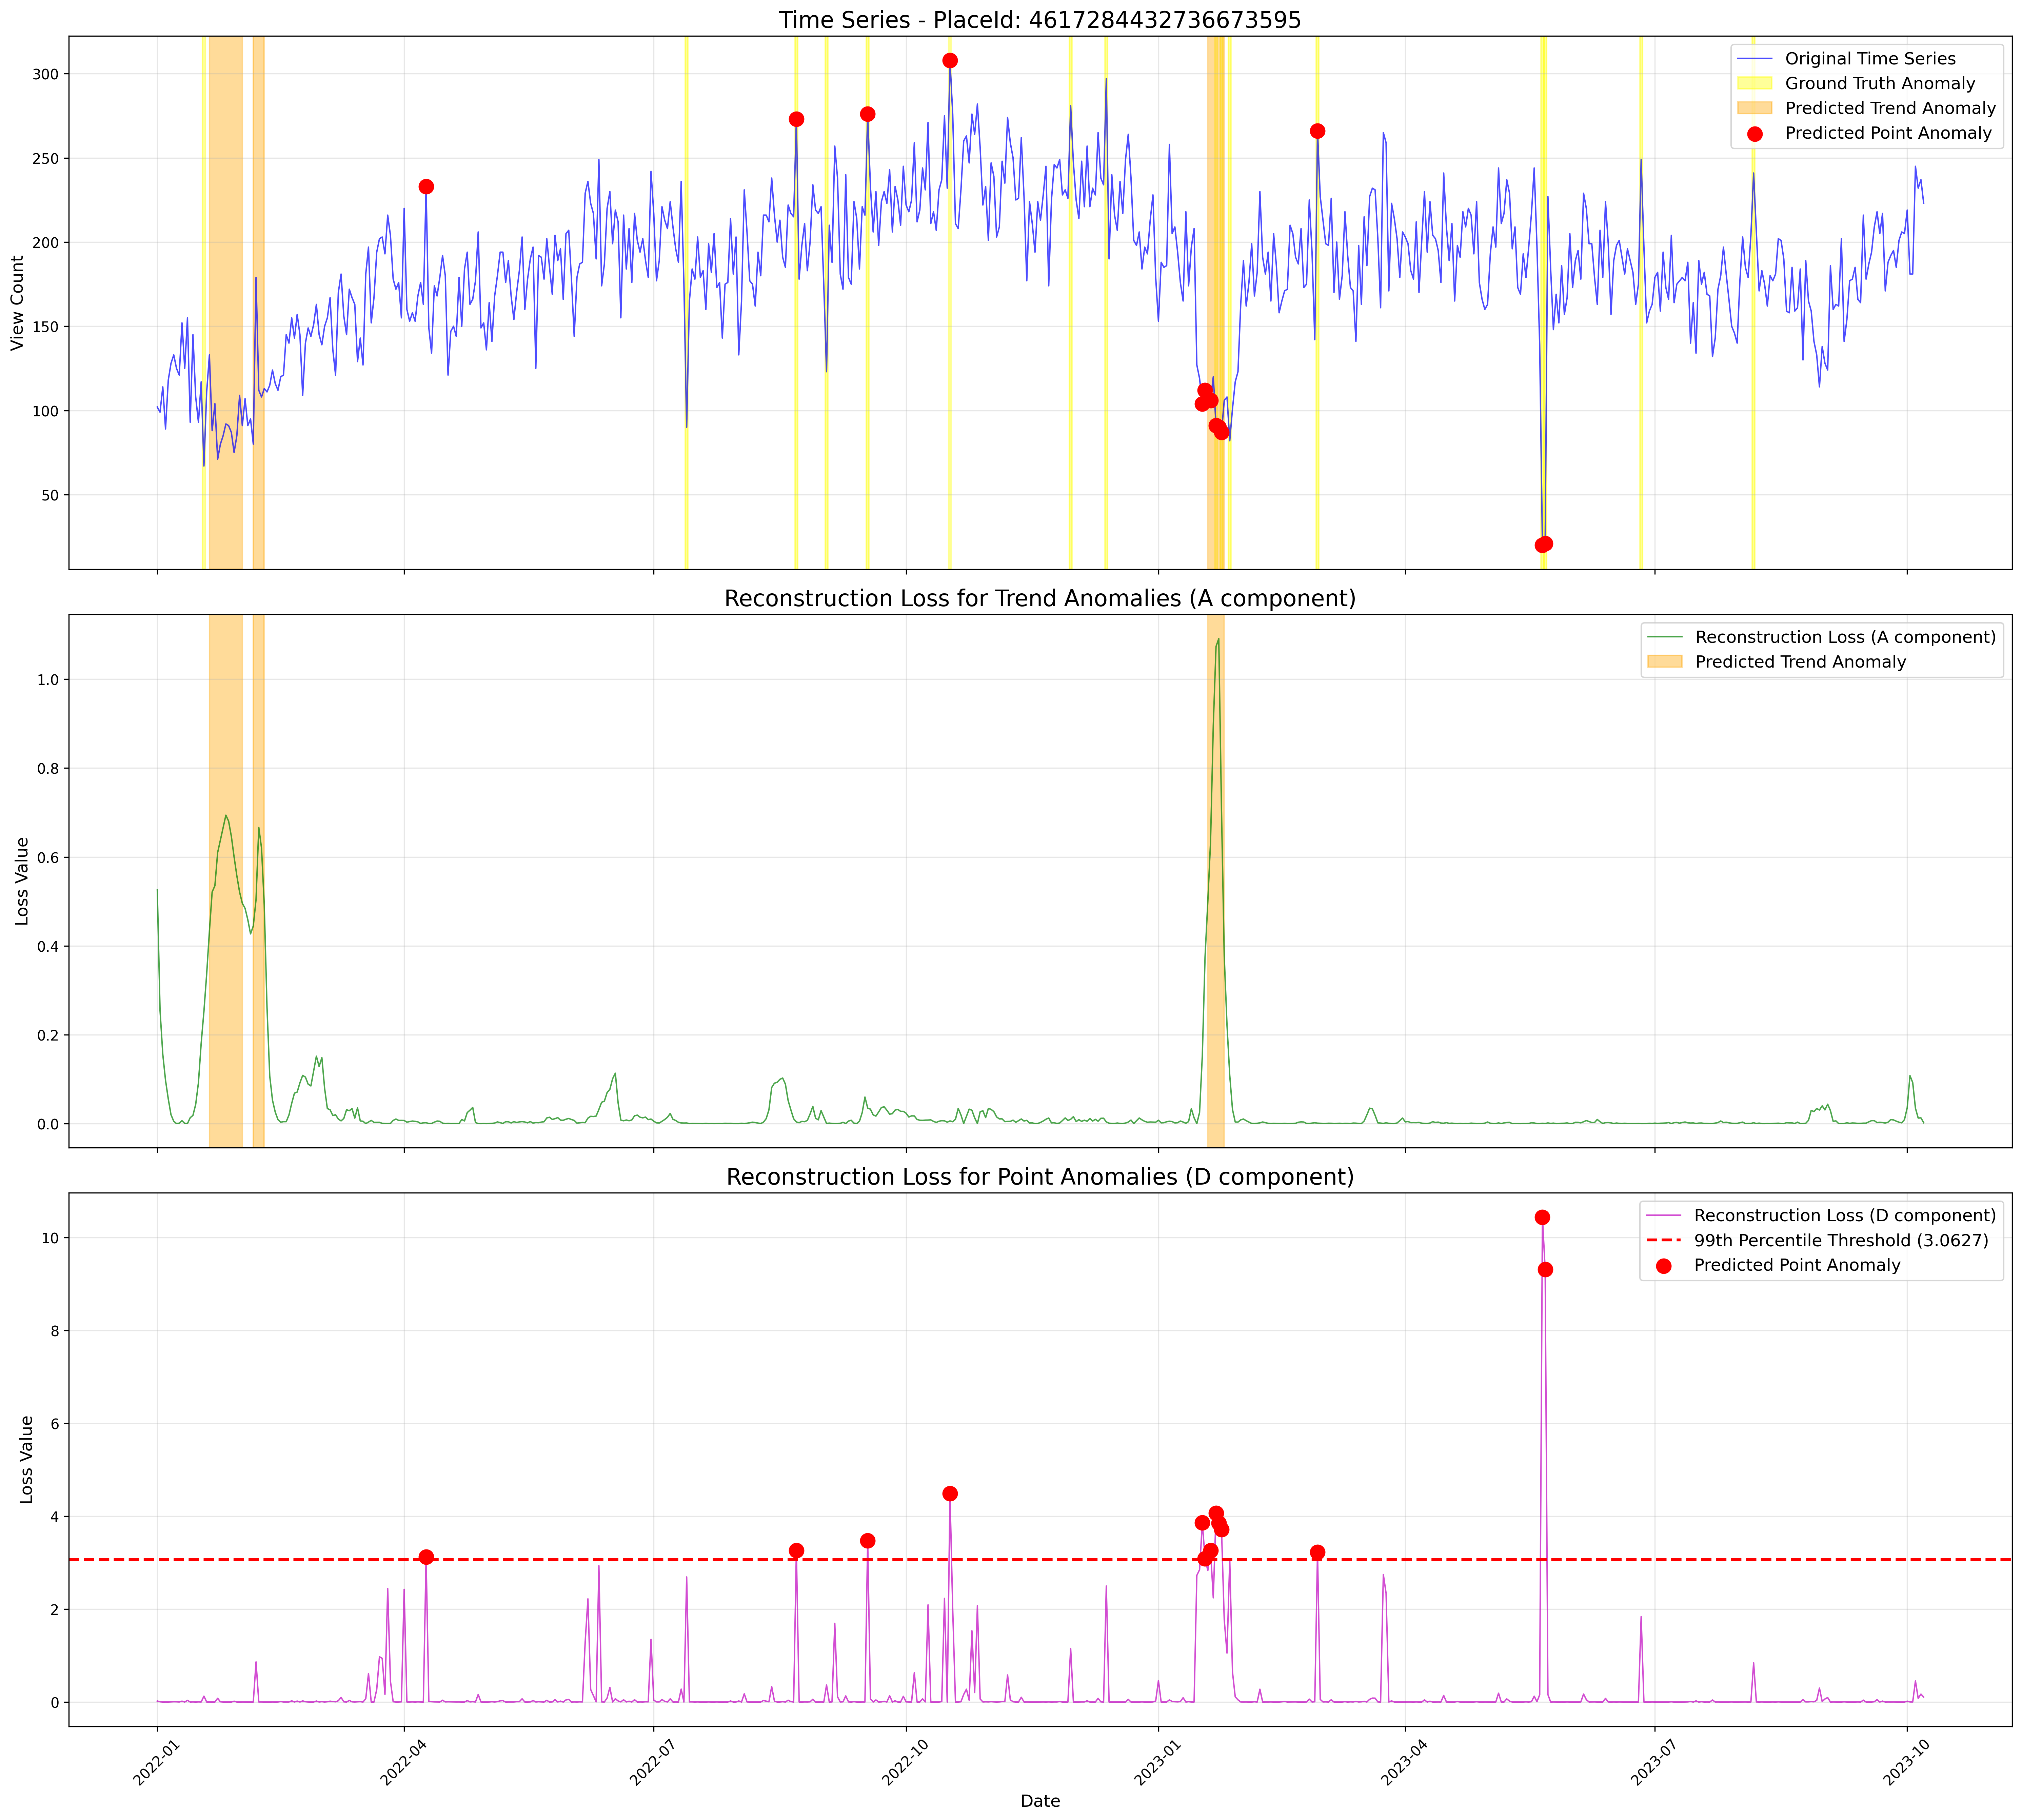 Time Series - PlaceId: 4617284432736673595
View Count
300
250
200
150
100
50
Original Time Series
Ground Truth Anomaly
Predicted Trend Anomaly
Predicted Point Anomaly
Reconstruction Loss for Trend Anomalies (A component)
Loss Value
1.0
0.8
0.6
0.4
0.2
0.0
Reconstruction Loss (A component)
Predicted Trend Anomaly
Reconstruction Loss for Point Anomalies (D component)
Loss Value
10
8
6
4
2
0
Reconstruction Loss (D component)
99th Percentile Threshold (3.0627)
Predicted Point Anomaly
2022-01
2022-04
2022-07
2022-10
2023-01
2023-04
2023-07
2023-10
Date